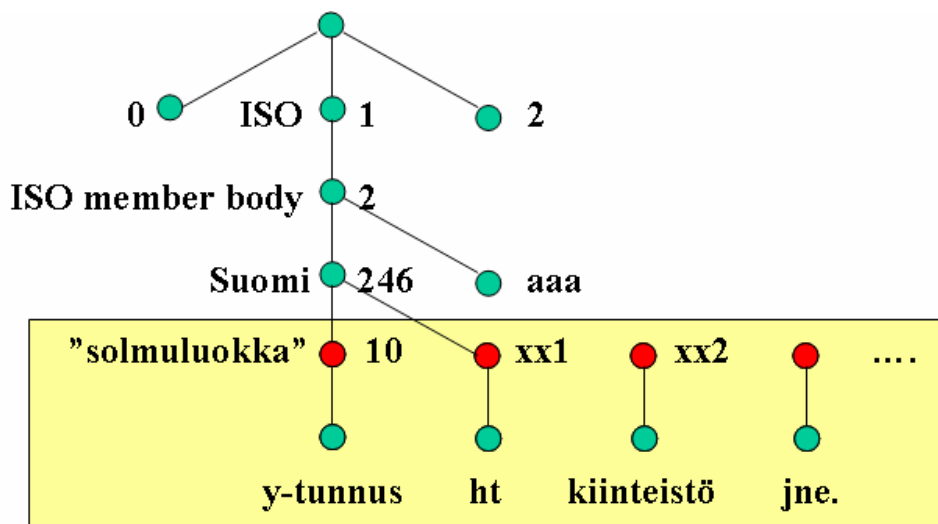 0 ISO 1 2
ISO member body 2
Suomi 246 aaa
"solmuluokka" 10 xx1 xx2 ....
y-tunnus ht kiinteistö jne.